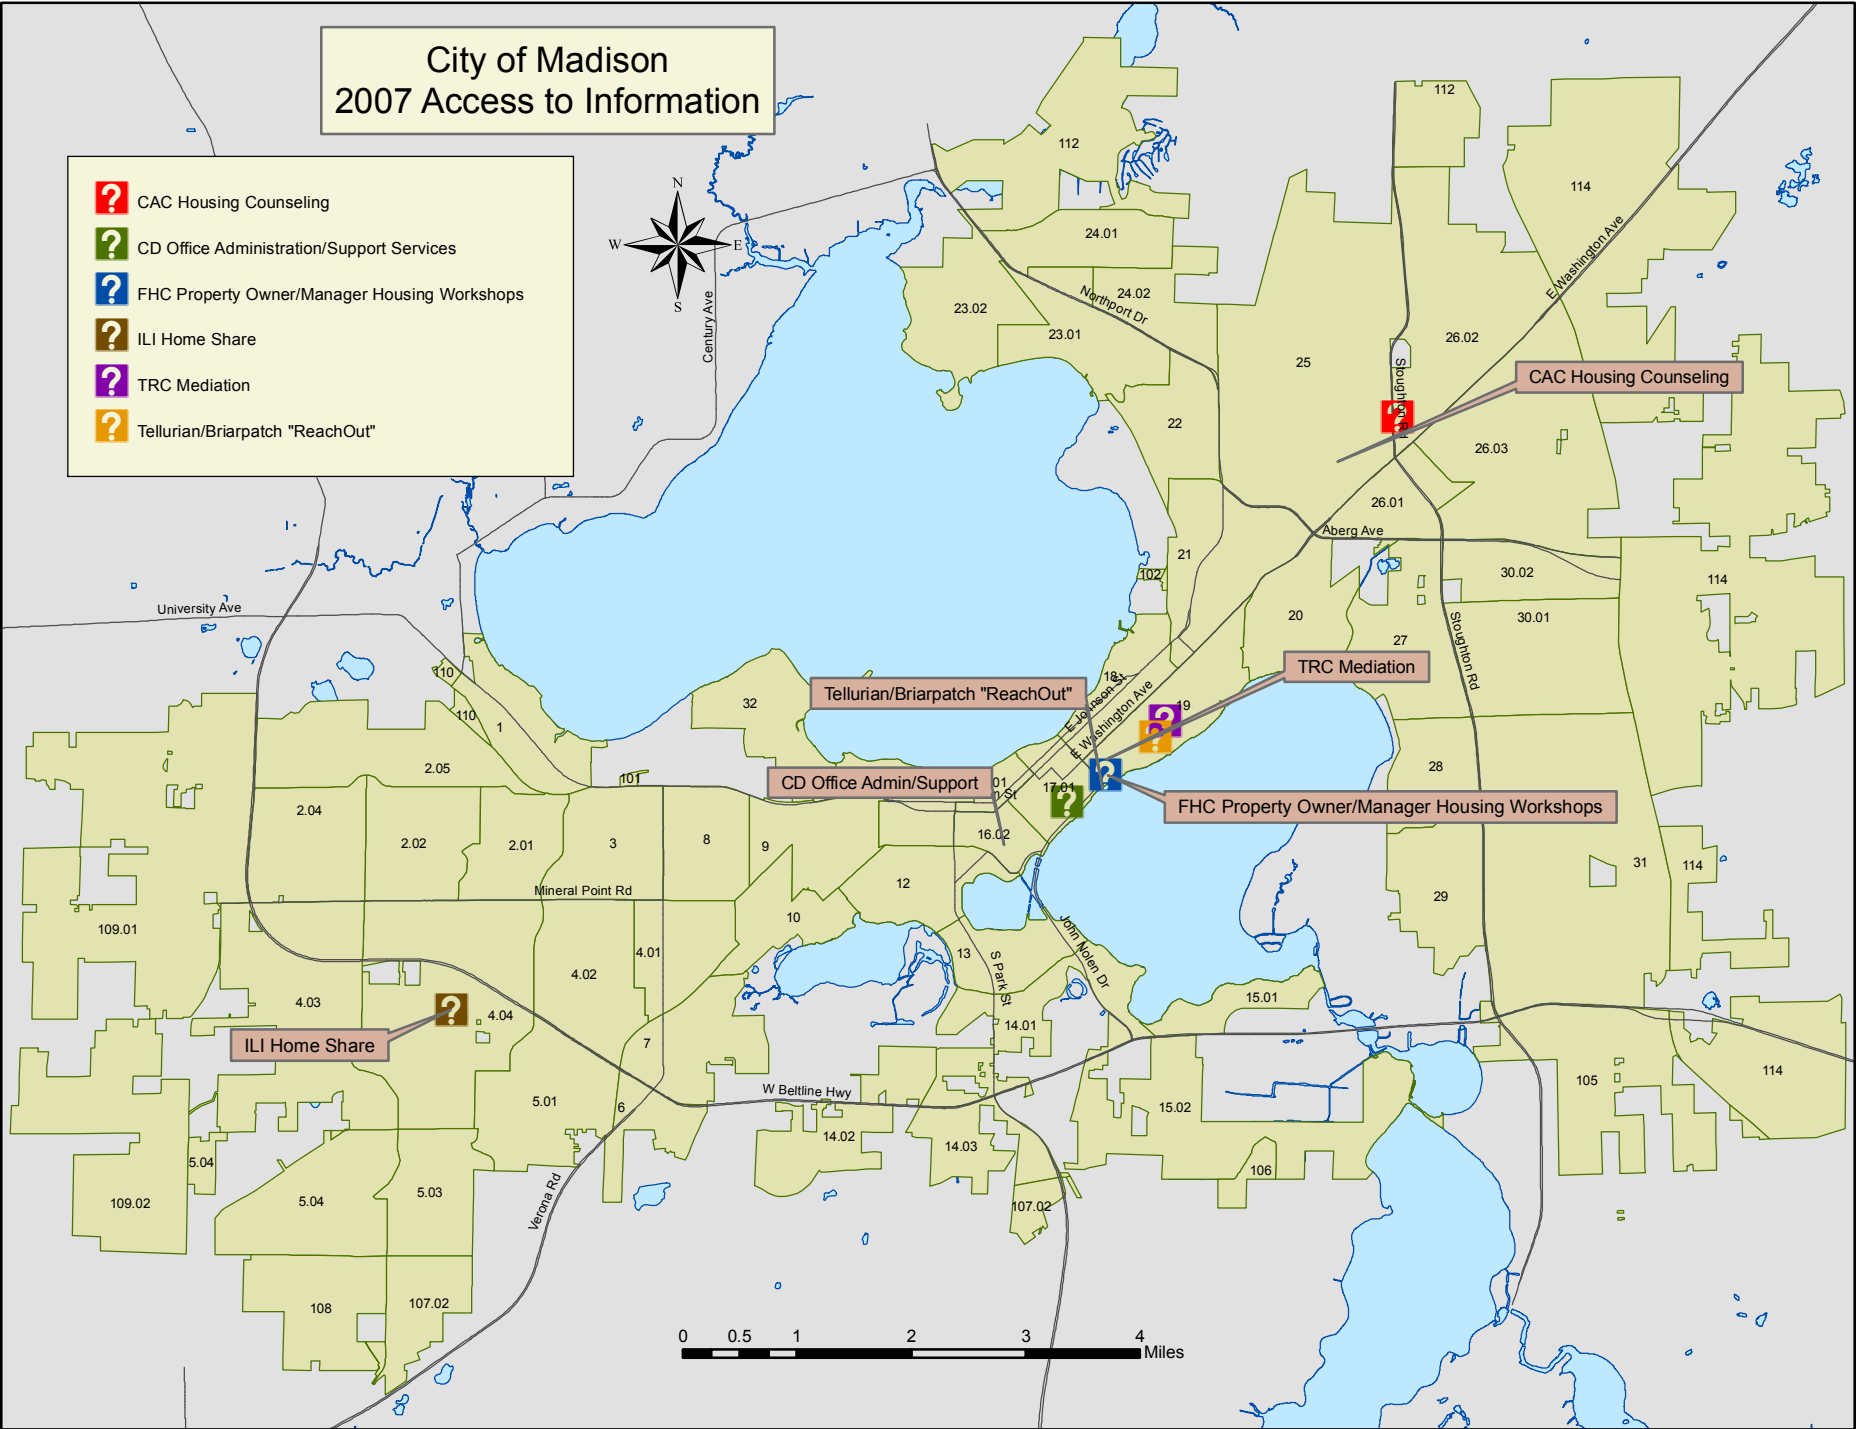 City of Madison
2007 Access to Information
CAC Housing Counseling
CD Office Administration/Support Services
FHC Property Owner/Manager Housing Workshops
ILI Home Share
TRC Mediation
Tellurian/Briarpatch "ReachOut"
N
W
E
S
112
112
114
24.01
E Washington Ave
24.02
Northport Dr
23.02
23.01
Century Ave
25
26.02
Stoughton Rd
CAC Housing Counseling
22
26.03
26.01
Aberg Ave
21
102
30.02
114
University Ave
20
30.01
27
Stoughton Rd
TRC Mediation
110
18
E Johnson St
Tellurian/Briarpatch "ReachOut"
32
E Washington Ave
19
110
1
2.05
28
101
CD Office Admin/Support
01
n St
17.01
FHC Property Owner/Manager Housing Workshops
2.04
2.02
2.01
3
8
9
16.02
31
114
Mineral Point Rd
12
29
10
109.01
John Nolen Dr
13
4.01
S Park St
4.02
4.03
15.01
4.04
14.01
ILI Home Share
7
114
105
W Beltline Hwy
5.01
6
15.02
14.02
14.03
5.04
106
5.03
5.04
109.02
Verona Rd
107.02
108
107.02
0 0.5 1 2 3 4
Miles